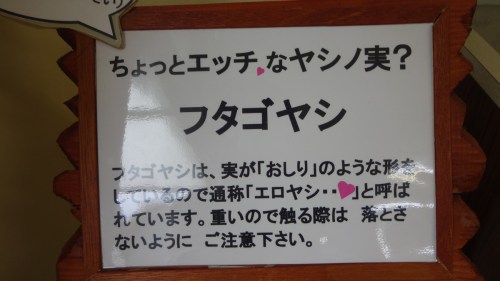 ちょっとエッチ♥なヤシノ実?
フタゴヤシ
フタゴヤシは、実が「おしり」のような形を
しているので通称「エロヤシ・・♥」と呼ば
れています。重いので触る際は 落とさ
ないように ご注意下さい。